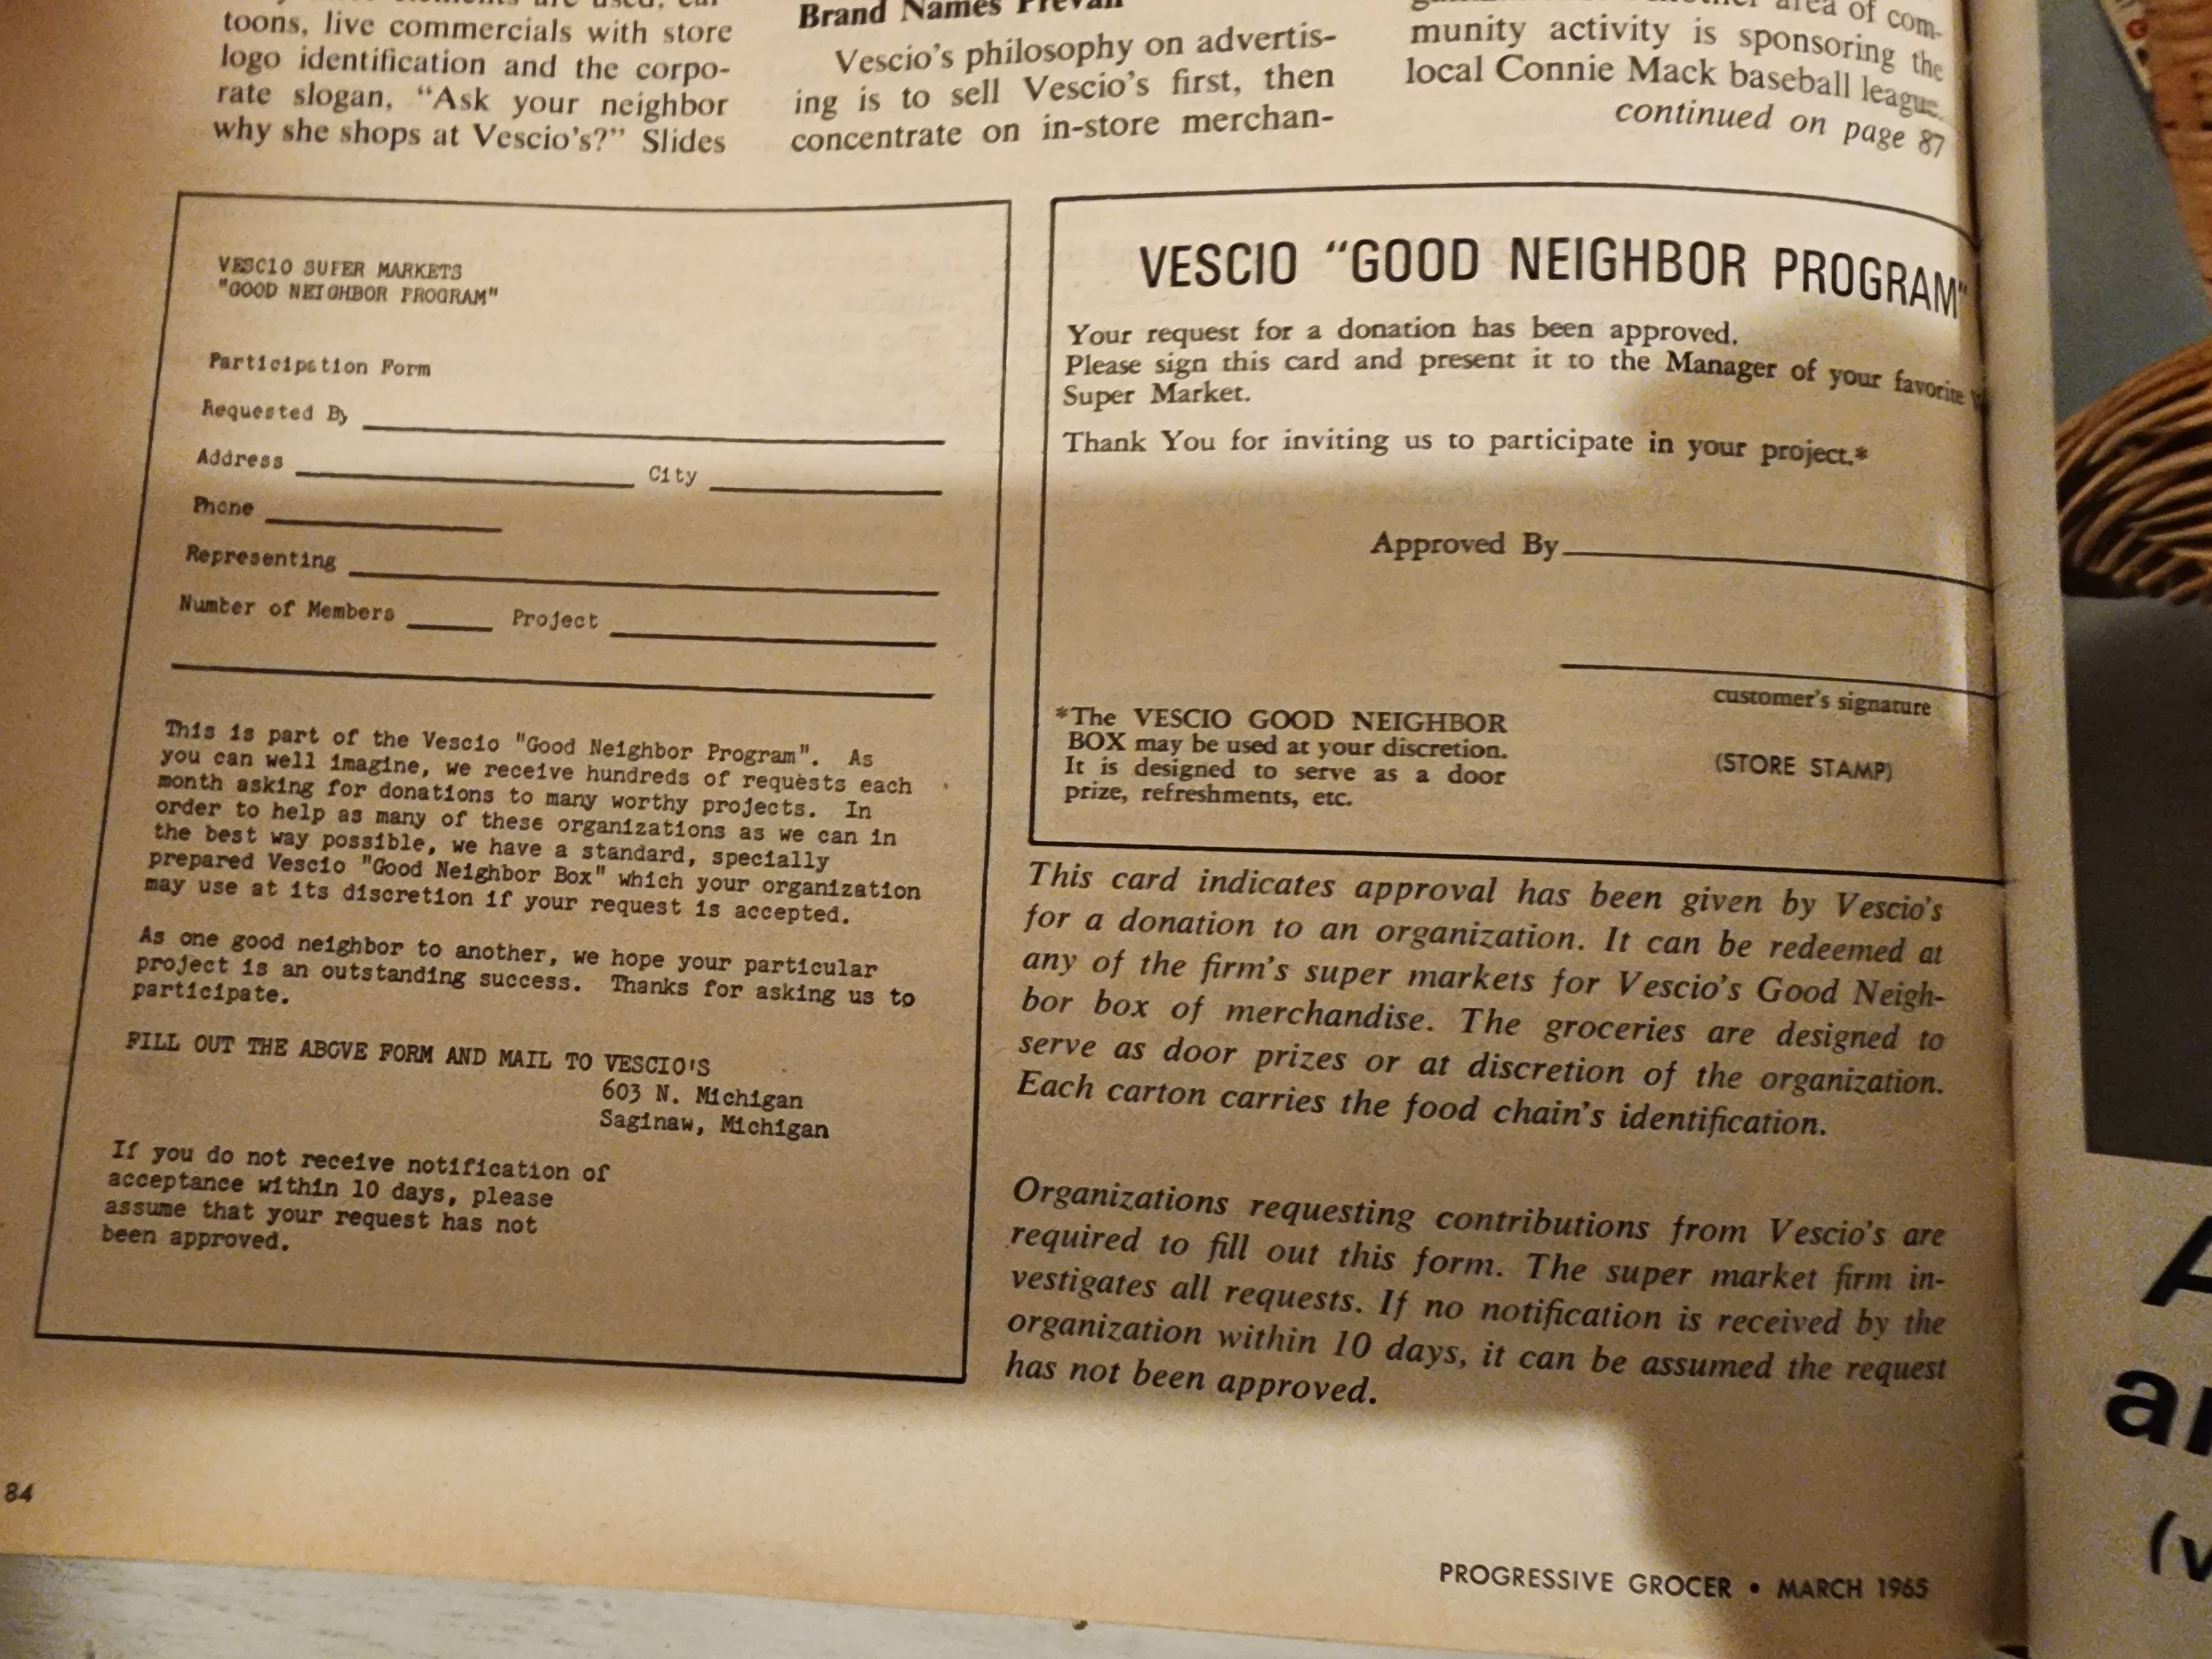 toons, live commercials with store
logo identification and the corpo-
rate slogan, "Ask your neighbor
why she shops at Vescio's?" Slides
Brand Names Prevail
Vescio's philosophy on advertis-
ing is to sell Vescio's first, then
concentrate on in-store merchan-
area of com-
munity activity is sponsoring the
local Connie Mack baseball league.
continued on page 87
VESCIO SUPER MARKETS
"GOOD NEIGHBOR PROGRAM"
Participation Form
Requested By
Address City
Phone
Representing
Number of Members Project
This is part of the Vescio "Good Neighbor Program". As
you can well imagine, we receive hundreds of requests each
month asking for donations to many worthy projects. In
order to help as many of these organizations as we can in
the best way possible, we have a standard, specially
prepared Vescio "Good Neighbor Box" which your organization
may use at its discretion if your request is accepted.
As one good neighbor to another, we hope your particular
project is an outstanding success. Thanks for asking us to
participate.
FILL OUT THE ABOVE FORM AND MAIL TO VESCIO'S
603 N. Michigan
Saginaw, Michigan
If you do not receive notification of
acceptance within 10 days, please
assume that your request has not
been approved.
VESCIO "GOOD NEIGHBOR PROGRAM"
Your request for a donation has been approved.
Please sign this card and present it to the Manager of your favorite
Super Market.
Thank You for inviting us to participate in your project.*
Approved By
customer's signature
*The VESCIO GOOD NEIGHBOR
BOX may be used at your discretion.
It is designed to serve as a door
prize, refreshments, etc.
(STORE STAMP)
This card indicates approval has been given by Vescio's
for a donation to an organization. It can be redeemed at
any of the firm's super markets for Vescio's Good Neigh-
bor box of merchandise. The groceries are designed to
serve as door prizes or at discretion of the organization.
Each carton carries the food chain's identification.
Organizations requesting contributions from Vescio's are
required to fill out this form. The super market firm in-
vestigates all requests. If no notification is received by the
organization within 10 days, it can be assumed the request
has not been approved.
84
PROGRESSIVE GROCER • MARCH 1965